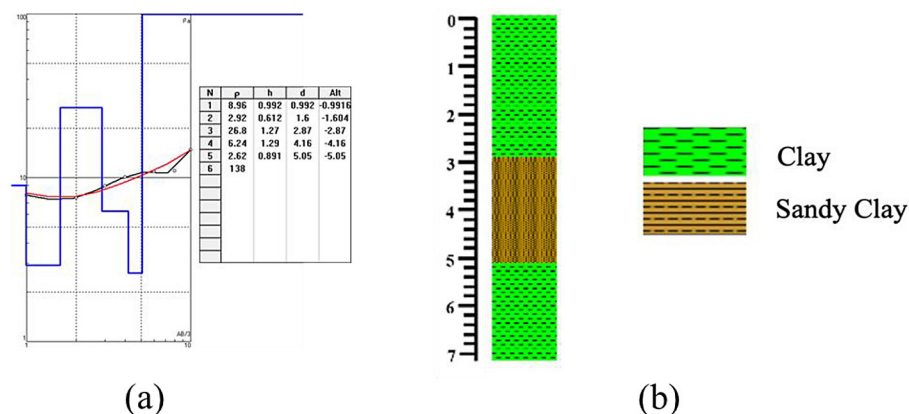 100
ρa
10
1
1
AB/3
10
N ρ h d Alt
1 8.96 0.992 0.992 -0.9916
2 2.92 0.612 1.6 -1.604
3 26.8 1.27 2.87 -2.87
4 6.24 1.29 4.16 -4.16
5 2.62 0.891 5.05 -5.05
6 138
(a)
0
1
2
3
4
5
6
7
(b)
Clay
Sandy Clay